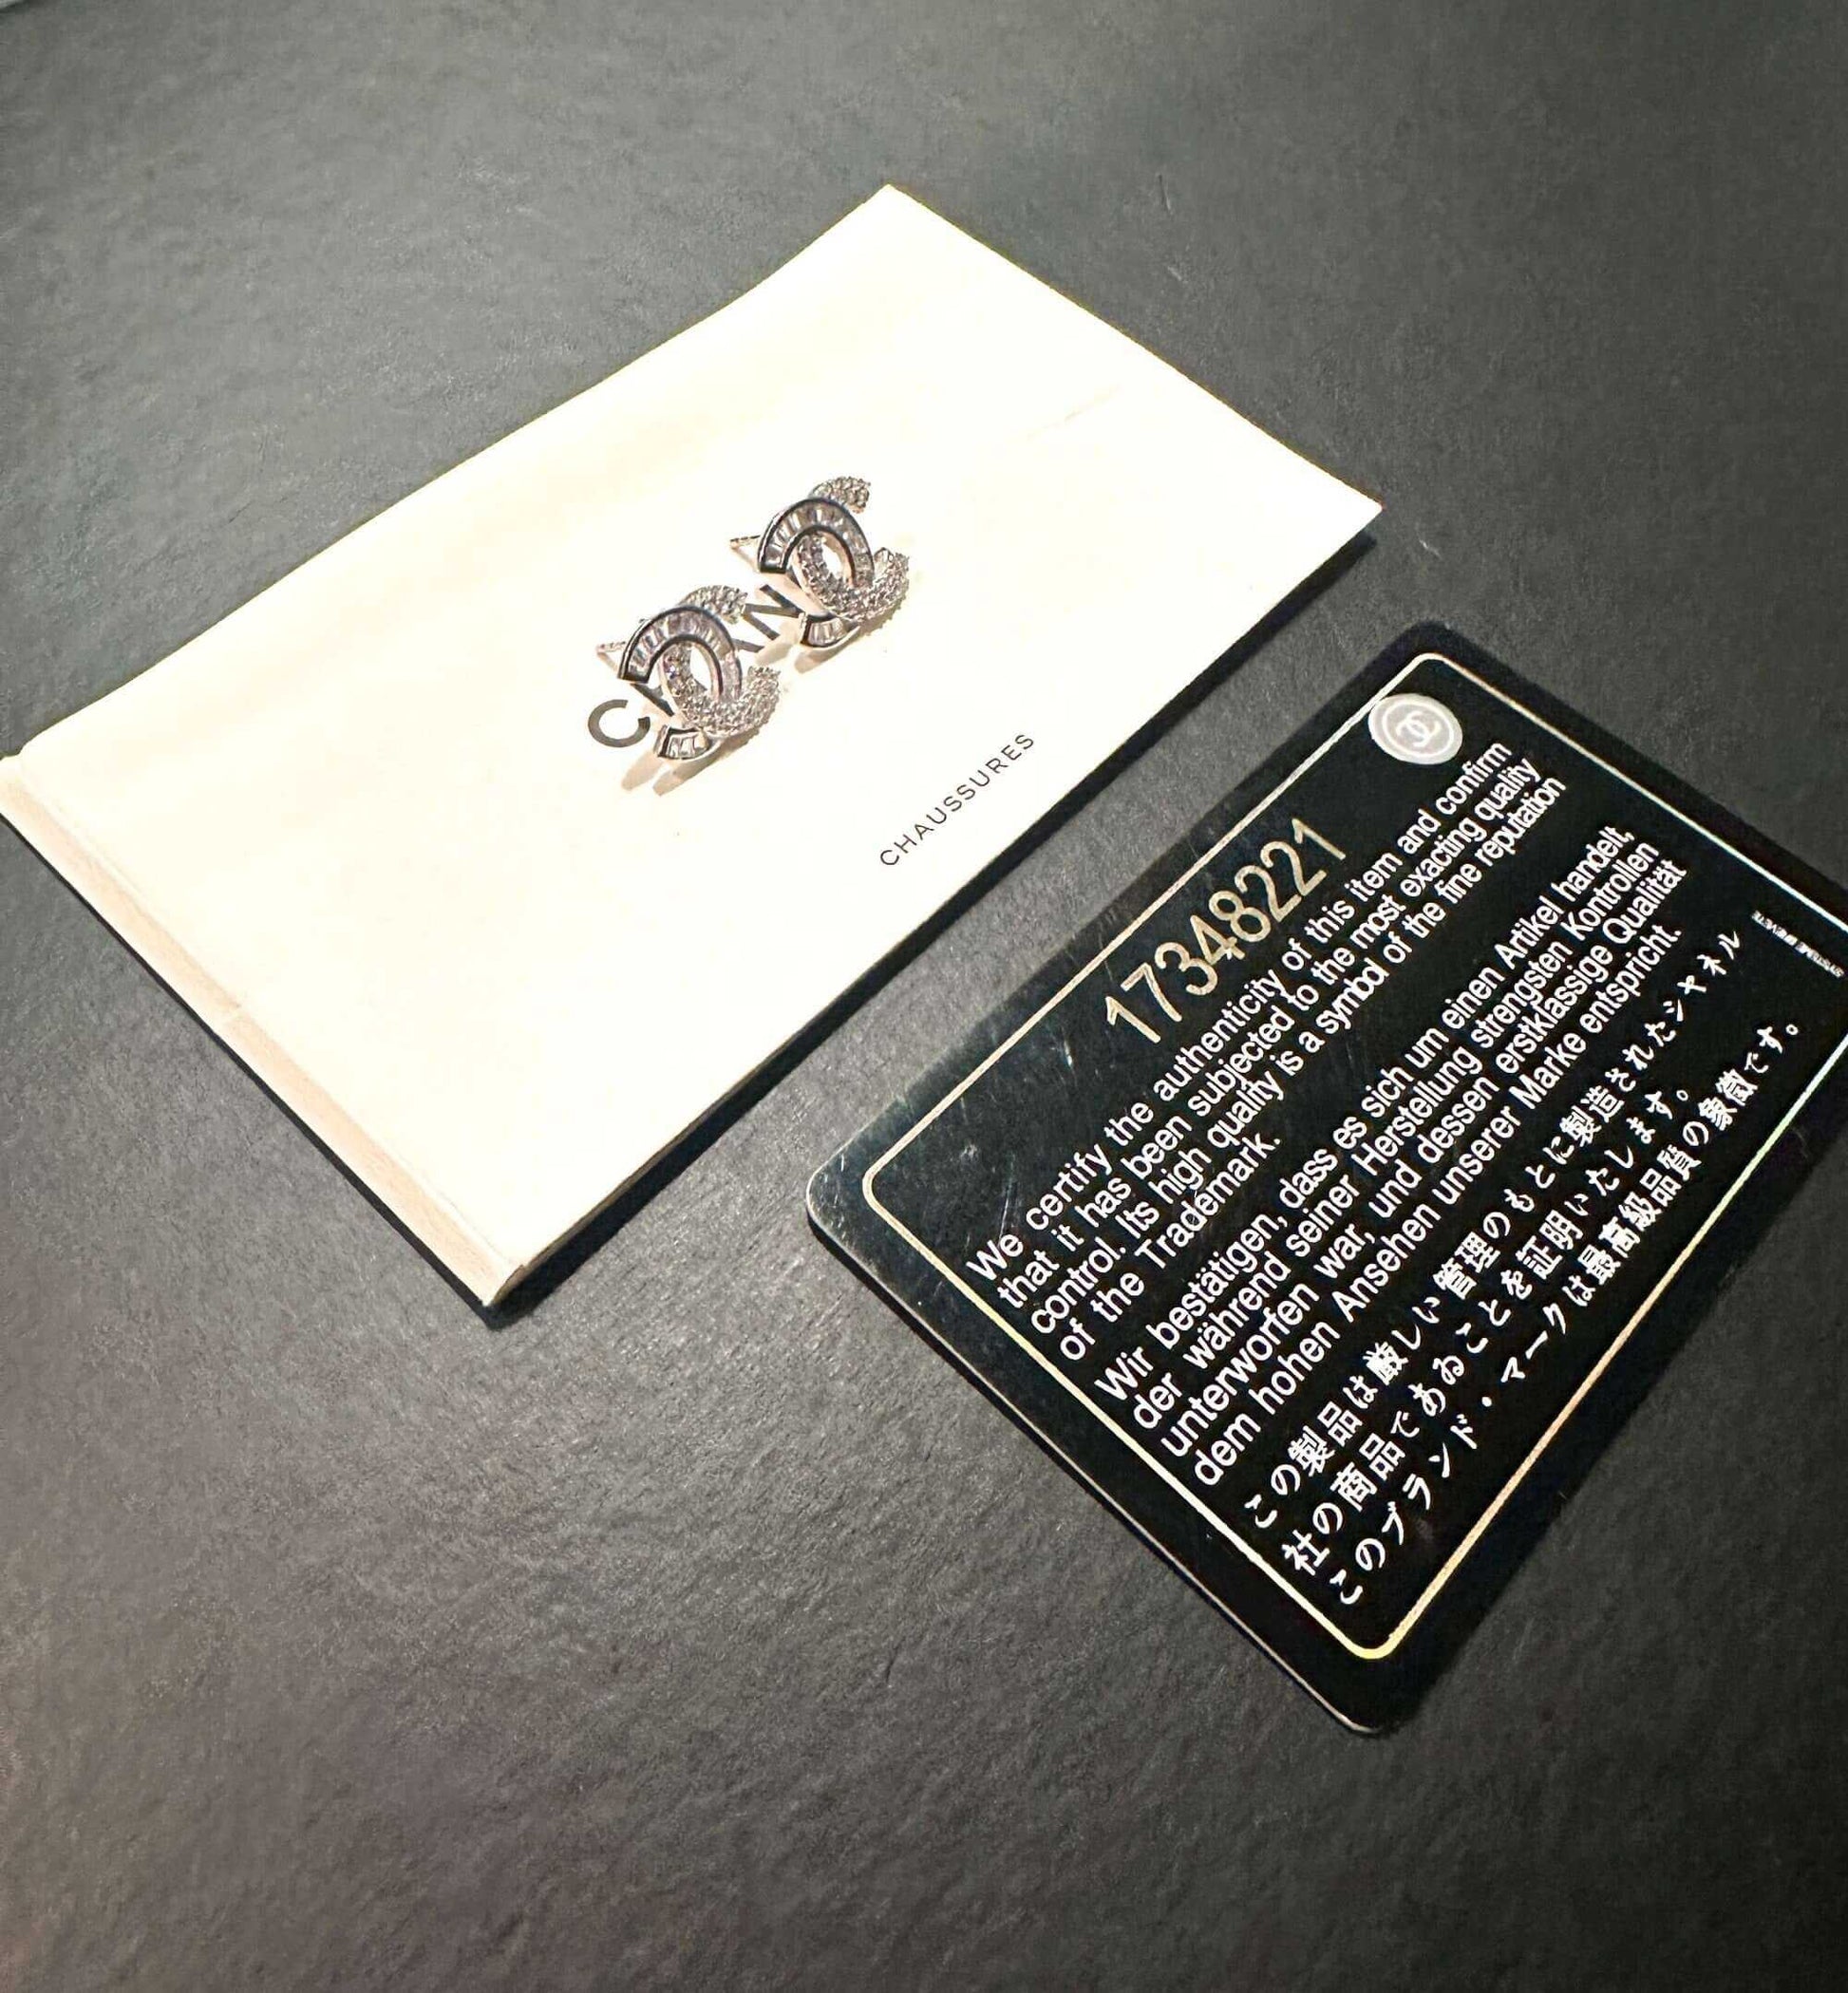 CHANEL
CHAUSSURES
17348221
We certify the authenticity of this item and confirm
that it has been subjected to the most exacting quality
control. Its high quality is a symbol of the fine reputation
of the Trademark.
Wir bestätigen, dass es sich um einen Artikel handelt,
der während seiner Herstellung strengsten Kontrollen
unterworfen war, und dessen erstklassige Qualität
dem hohen Ansehen unserer Marke entspricht.
この製品は厳しい管理のもとに製造されたシャネル
社の商品であることを証明いたします。
このブランド・マークは最高級品質の象徴です。